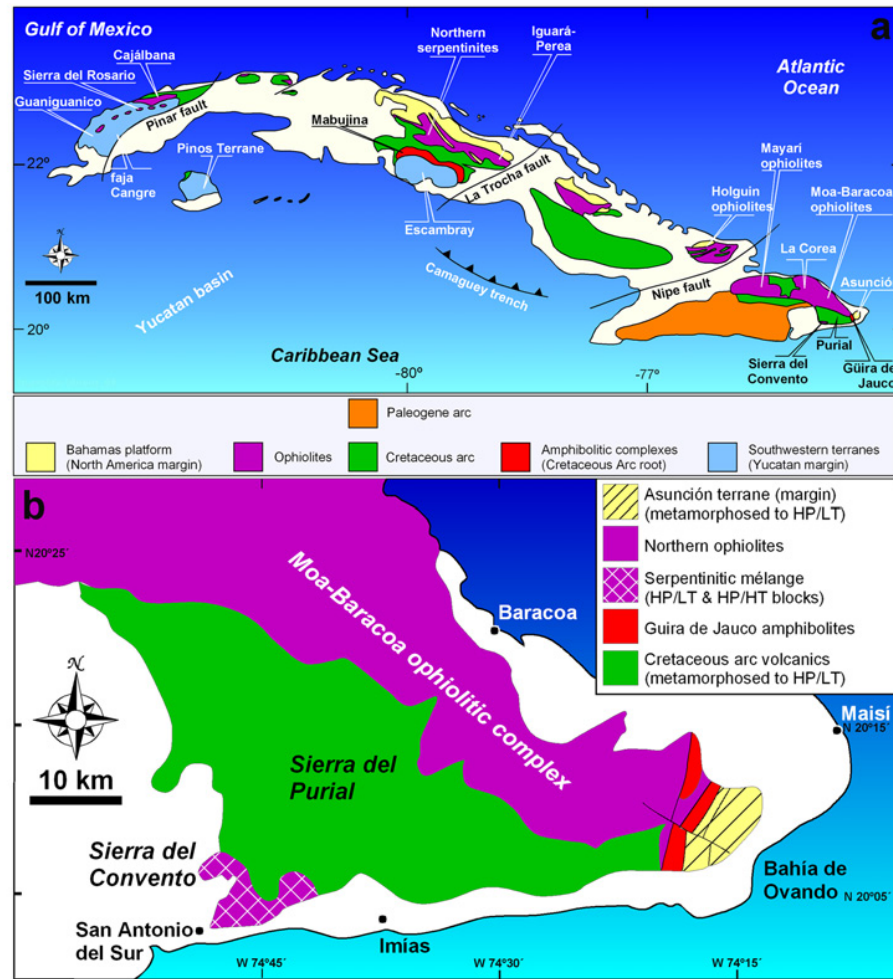 Gulf of Mexico
a
Cajálbana
Sierra del Rosario
Guaniguanico
Pinar fault
faja
Cangre
Pinos Terrane
Northern
serpentinites
Iguará-
Perea
Atlantic
Ocean
Mabujina
La Trocha fault
Escambray
Camaguey trench
Mayarí
ophiolites
Holguin
ophiolites
Moa-Baracoa
ophiolites
La Corea
Nipe fault
Asunción
Purial
Sierra del
Convento
Güira de
Jauco
22º
20º
N
100 km
Yucatan basin
Caribbean Sea
-80º
-77º
Paleogene arc
Bahamas platform
(North America margin)
Ophiolites
Cretaceous arc
Amphibolitic complexes
(Cretaceous Arc root)
Southwestern terranes
(Yucatan margin)
b
Asunción terrane (margin)
(metamorphosed to HP/LT)
Northern ophiolites
Serpentinitic mélange
(HP/LT & HP/HT blocks)
Guira de Jauco amphibolites
Cretaceous arc volcanics
(metamorphosed to HP/LT)
N20º25´
Moa-Baracoa ophiolitic complex
Baracoa
Maisí
N 20º15´
N
10 km
Sierra del
Purial
Sierra del
Convento
San Antonio
del Sur
Imías
Bahía de
Ovando
N 20º05´
W 74º45´
W 74º30´
W 74º15´